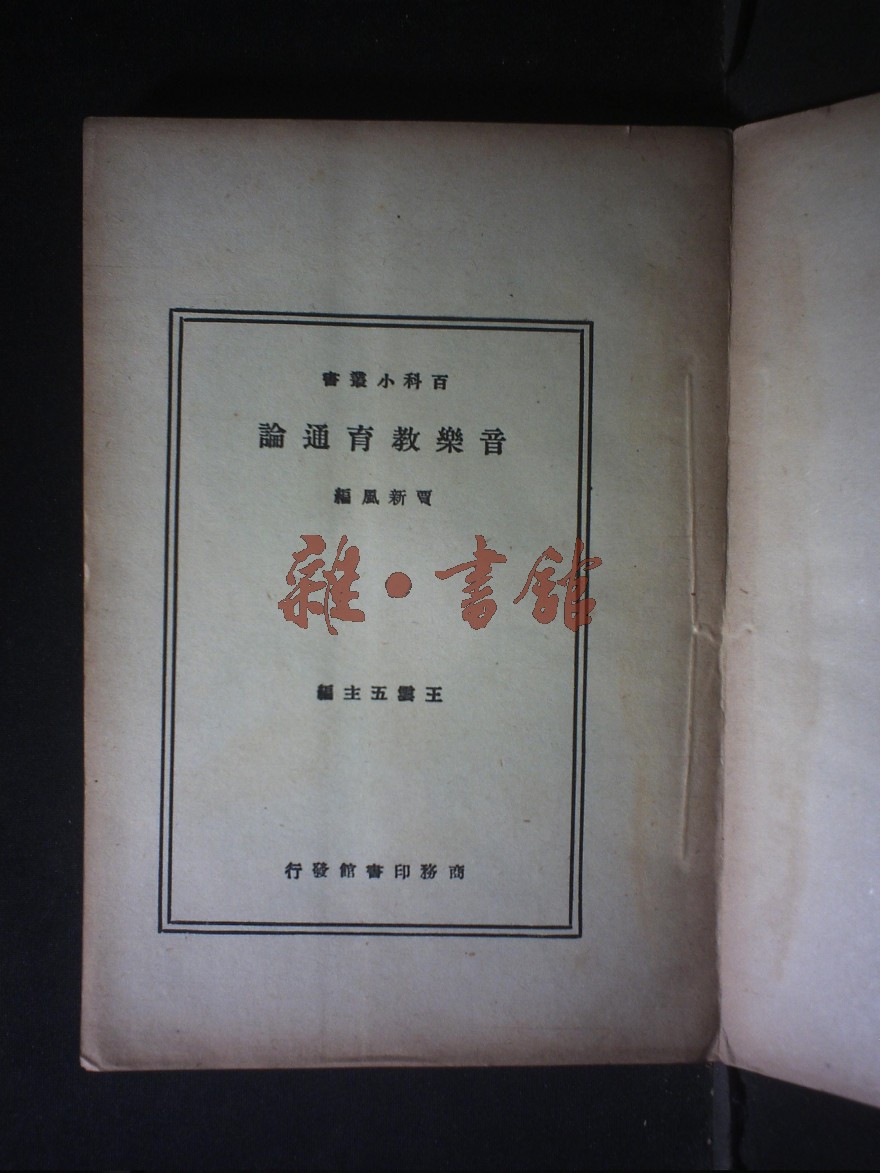 百科小叢書
音樂教育通論
賈新風編
雜·書館
王雲五主編
商務印書館發行